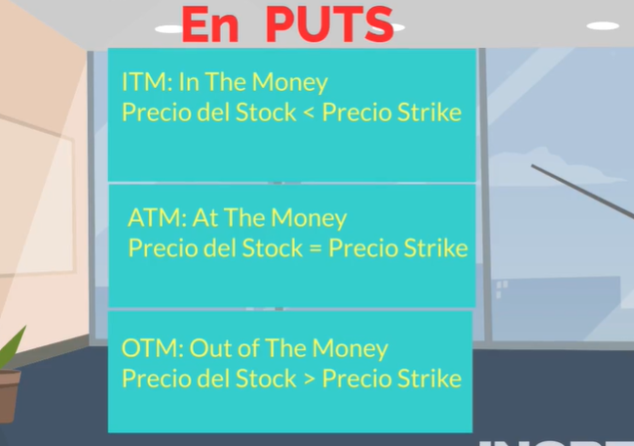 En PUTS
ITM: In The Money
Precio del Stock < Precio Strike
ATM: At The Money
Precio del Stock = Precio Strike
OTM: Out of The Money
Precio del Stock > Precio Strike